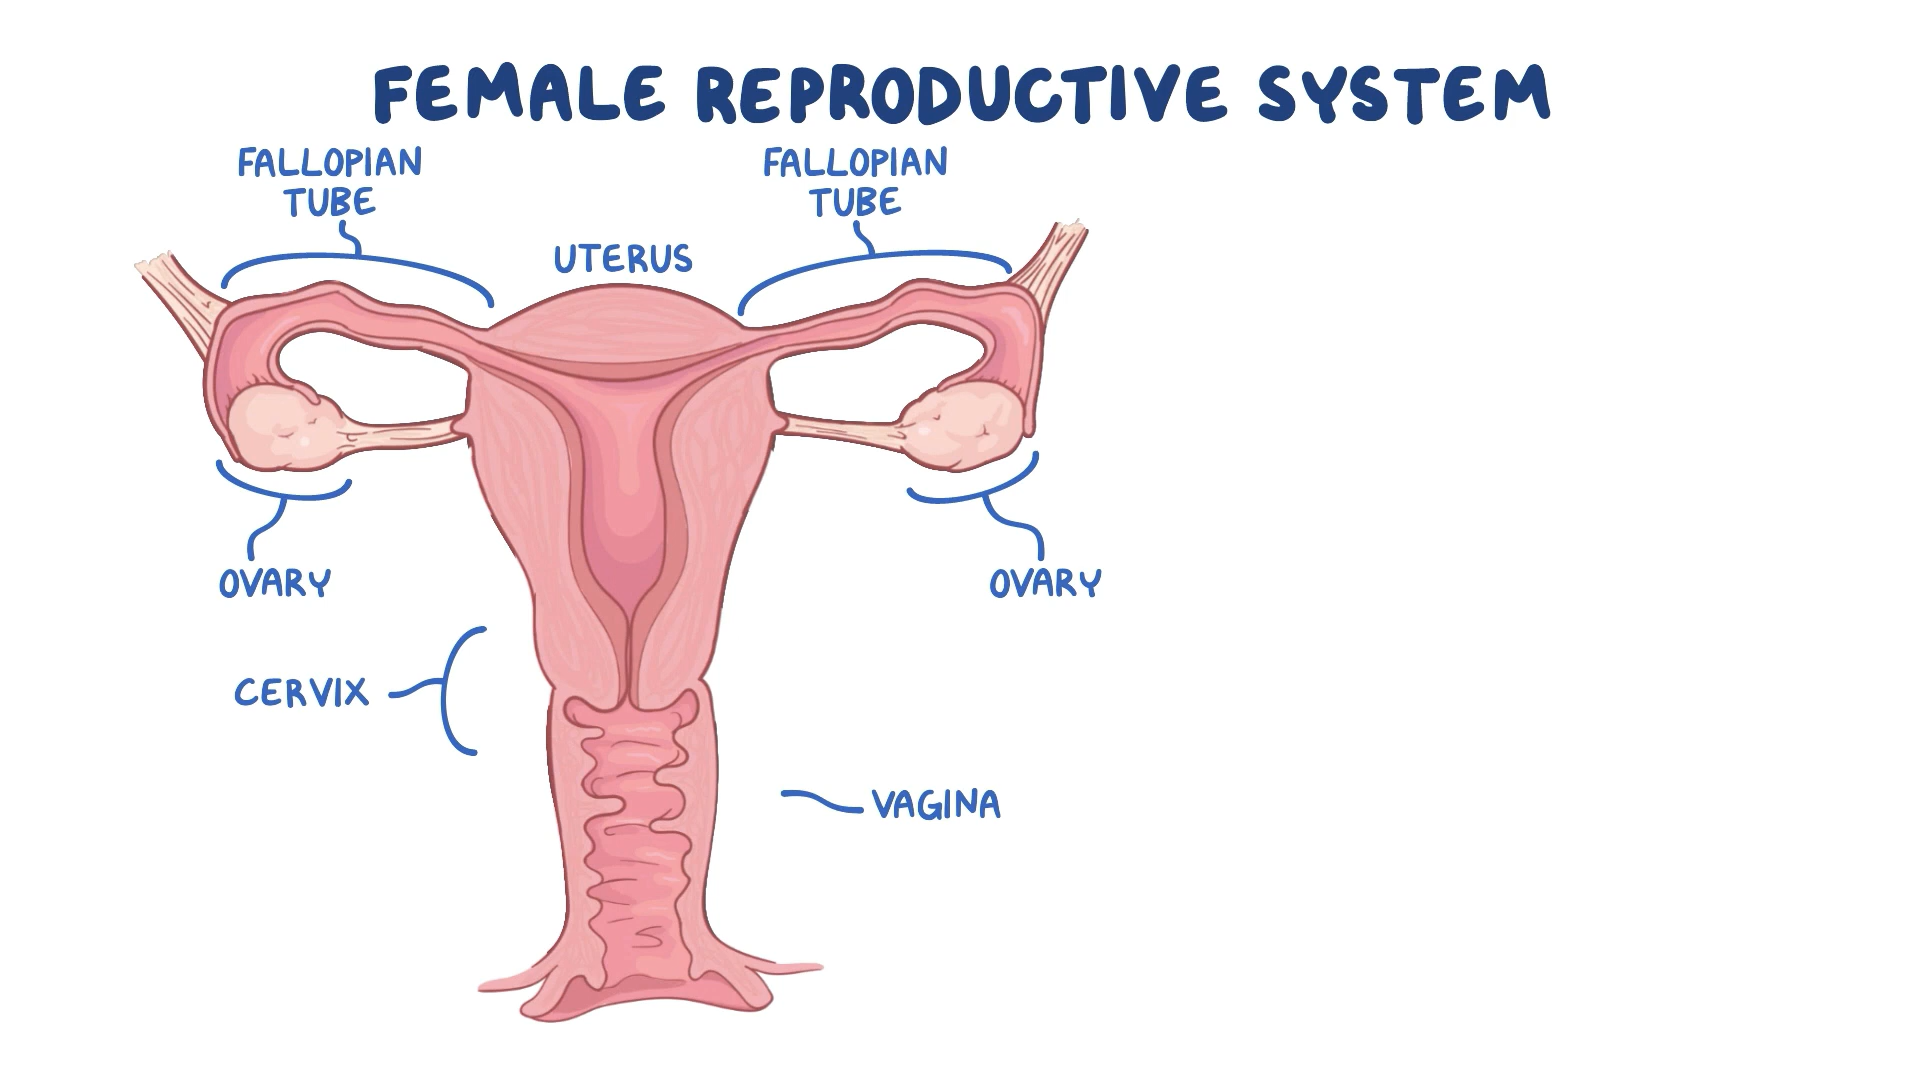 FEMALE REPRODUCTIVE SYSTEM
FALLOPIAN
TUBE
FALLOPIAN
TUBE
UTERUS
OVARY
OVARY
CERVIX
VAGINA